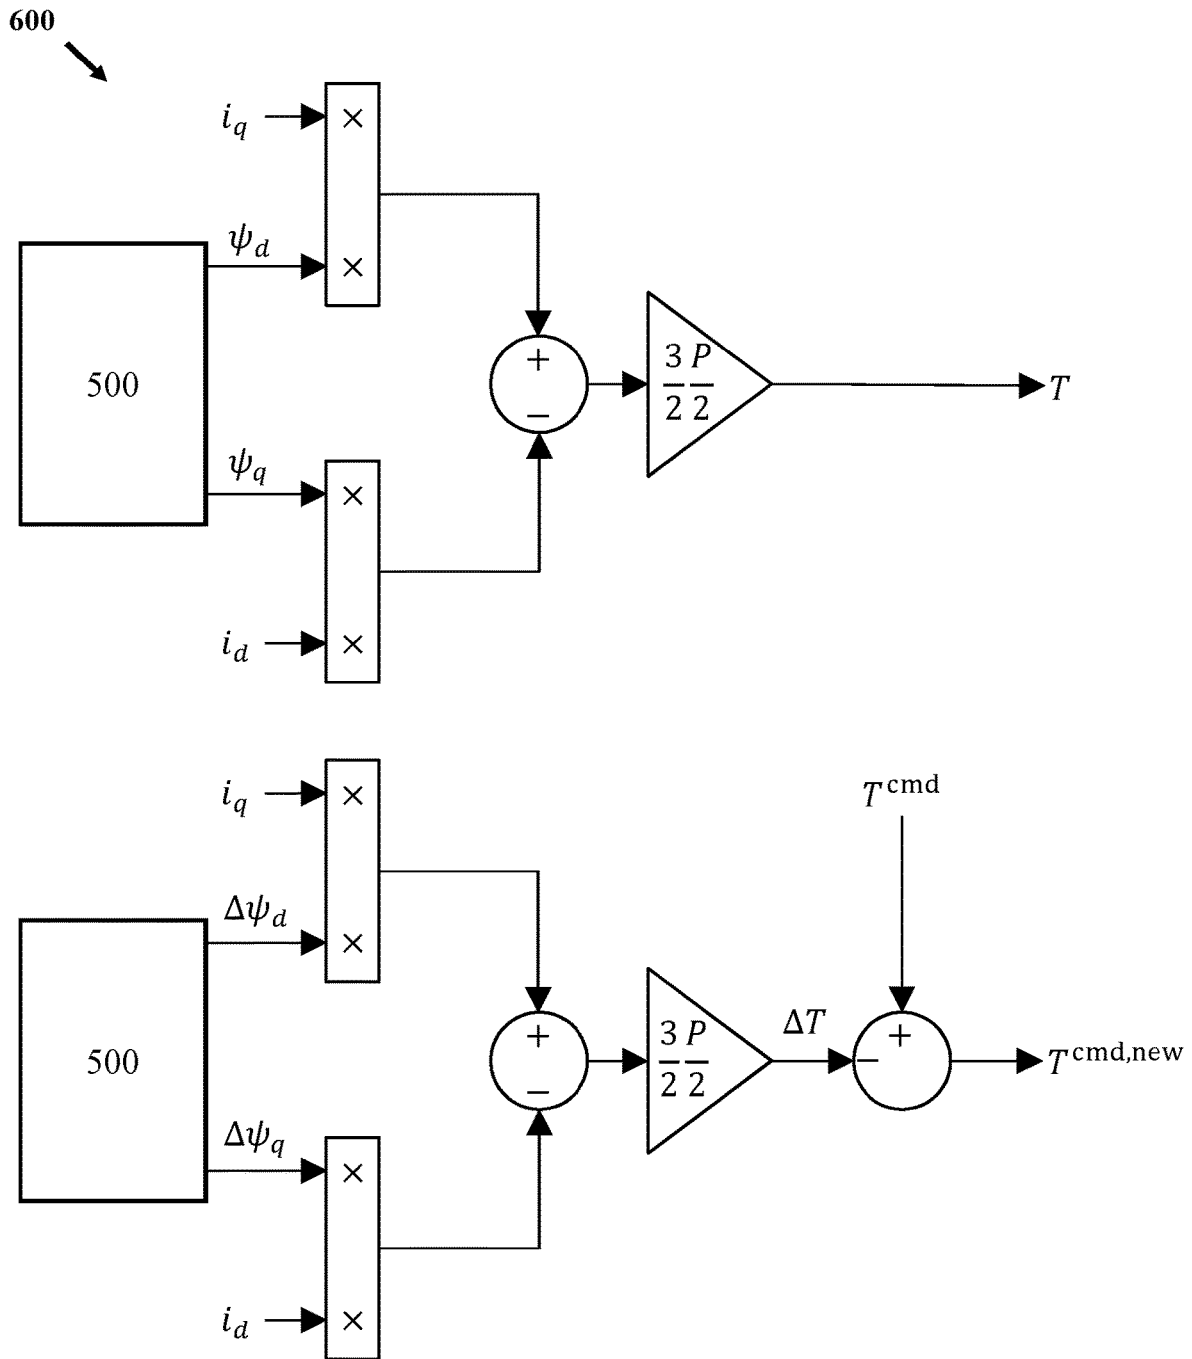 600
i_q
×
ψ_d
×
500
+
−
3/2 P/2
T
ψ_q
×
i_d
×
i_q
×
T^cmd
Δψ_d
×
500
+
−
3/2 P/2
ΔT
+
−
T^cmd,new
Δψ_q
×
i_d
×